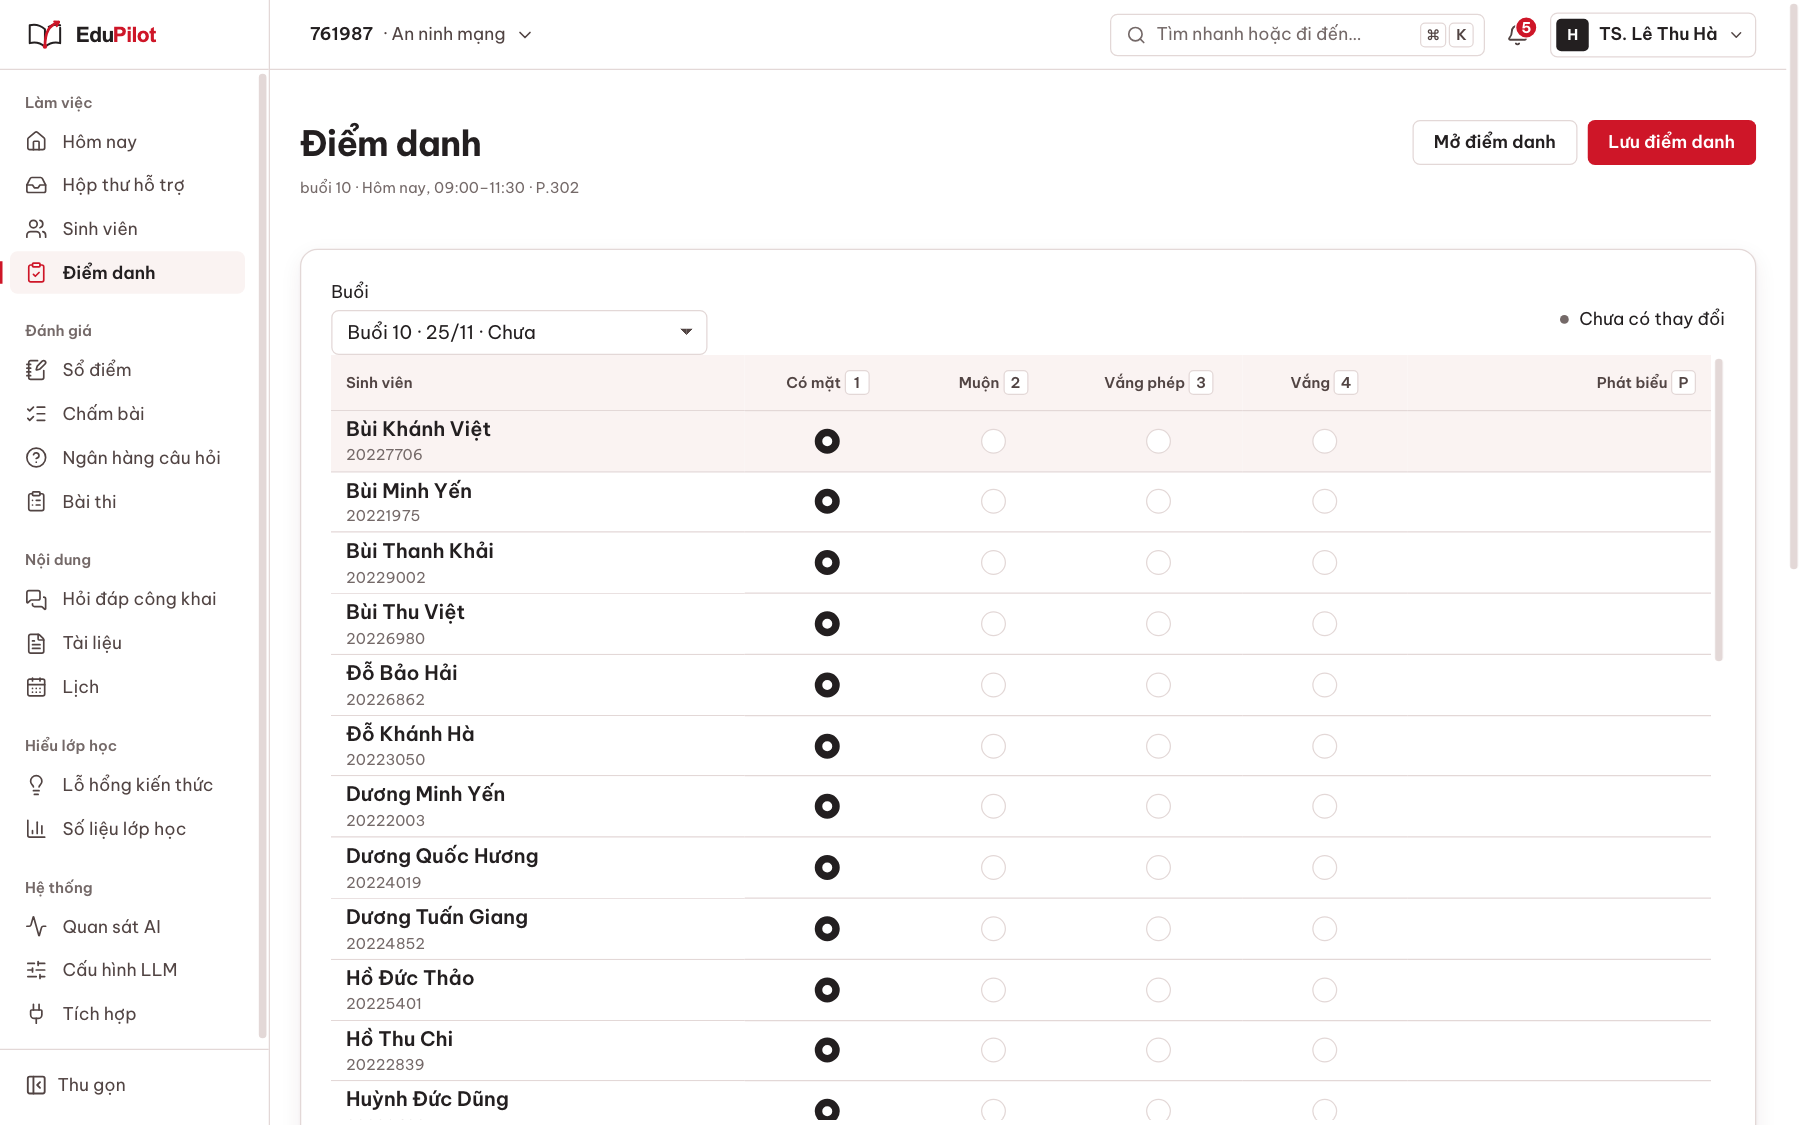 EduPilot
761987 · An ninh mạng
Tìm nhanh hoặc đi đến...
⌘ K
5
H TS. Lê Thu Hà
Làm việc
Hôm nay
Hộp thư hỗ trợ
Sinh viên
Điểm danh
Đánh giá
Sổ điểm
Chấm bài
Ngân hàng câu hỏi
Bài thi
Nội dung
Hỏi đáp công khai
Tài liệu
Lịch
Hiểu lớp học
Lỗ hổng kiến thức
Số liệu lớp học
Hệ thống
Quan sát AI
Cấu hình LLM
Tích hợp
Thu gọn
Điểm danh
buổi 10 · Hôm nay, 09:00–11:30 · P.302
Mở điểm danh
Lưu điểm danh
Buổi
Buổi 10 · 25/11 · Chưa
Chưa có thay đổi
Sinh viên Có mặt 1 Muộn 2 Vắng phép 3 Vắng 4 Phát biểu P
Bùi Khánh Việt
20227706
Bùi Minh Yến
20221975
Bùi Thanh Khải
20229002
Bùi Thu Việt
20226980
Đỗ Bảo Hải
20226862
Đỗ Khánh Hà
20223050
Dương Minh Yến
20222003
Dương Quốc Hương
20224019
Dương Tuấn Giang
20224852
Hồ Đức Thảo
20225401
Hồ Thu Chi
20222839
Huỳnh Đức Dũng